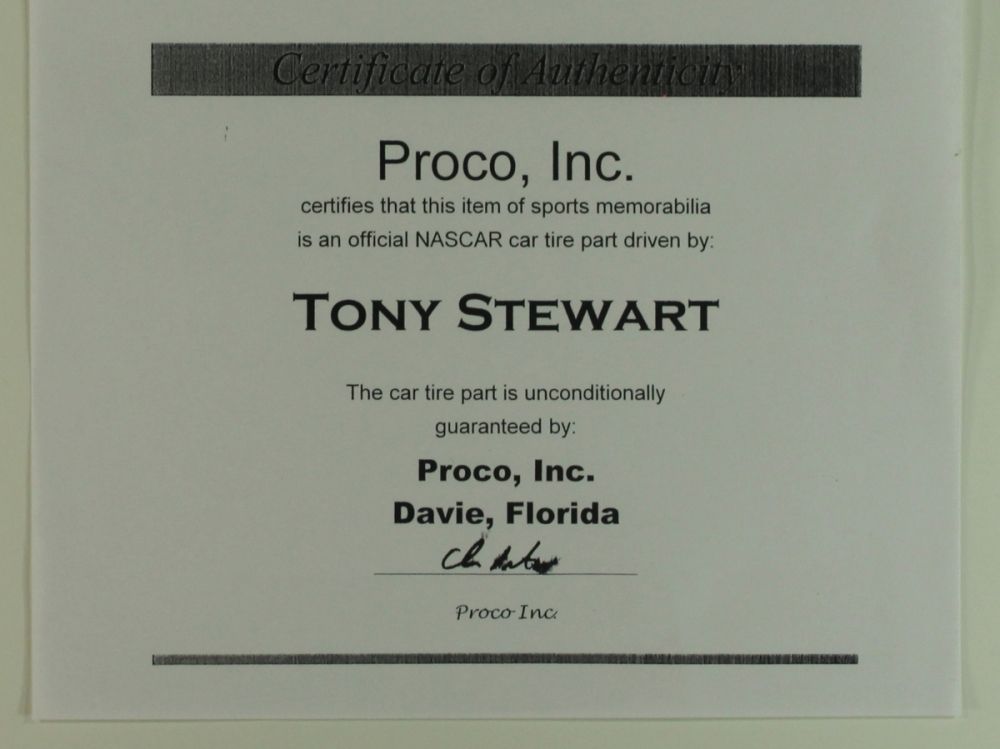 Certificate of Authenticity
Proco, Inc.
certifies that this item of sports memorabilia
is an official NASCAR car tire part driven by:
TONY STEWART
The car tire part is unconditionally
guaranteed by:
Proco, Inc.
Davie, Florida
Proco Inc.